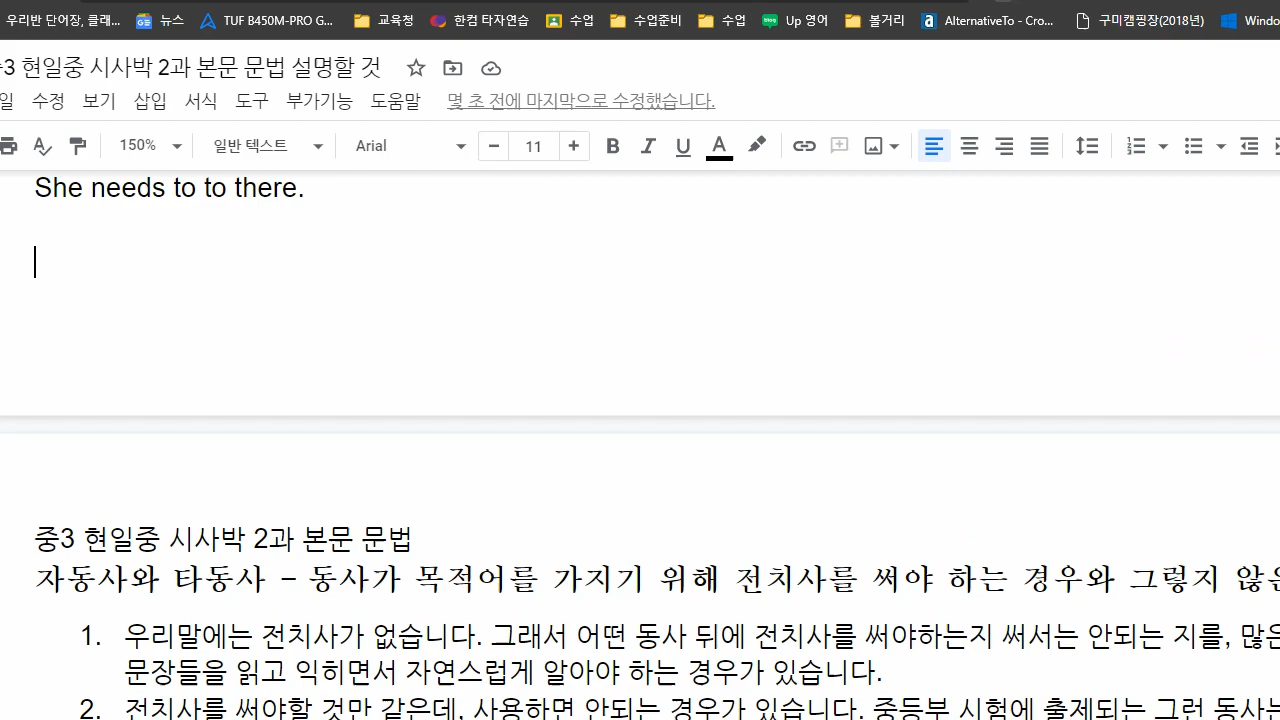 우리반 단어장, 클래... 뉴스 TUF B450M-PRO G... 교육청 한컴 타자연습 수업 수업준비 수업 Up 영어 볼거리 AlternativeTo - Cro... 구미캠핑장(2018년) Windo
3 현일중 시사박 2과 본문 문법 설명할 것
일 수정 보기 삽입 서식 도구 부가기능 도움말 몇 초 전에 마지막으로 수정했습니다.
150% 일반 텍스트 Arial 11 B I U A
She needs to to there.
중3 현일중 시사박 2과 본문 문법
자동사와 타동사 – 동사가 목적어를 가지기 위해 전치사를 써야 하는 경우와 그렇지 않은
1. 우리말에는 전치사가 없습니다. 그래서 어떤 동사 뒤에 전치사를 써야하는지 써서는 안되는 지를, 많은
문장들을 읽고 익히면서 자연스럽게 알아야 하는 경우가 있습니다.
2. 전치사를 써야할 것만 같은데, 사용하면 안되는 경우가 있습니다. 중등부 시험에 출제되는 그런 동사는